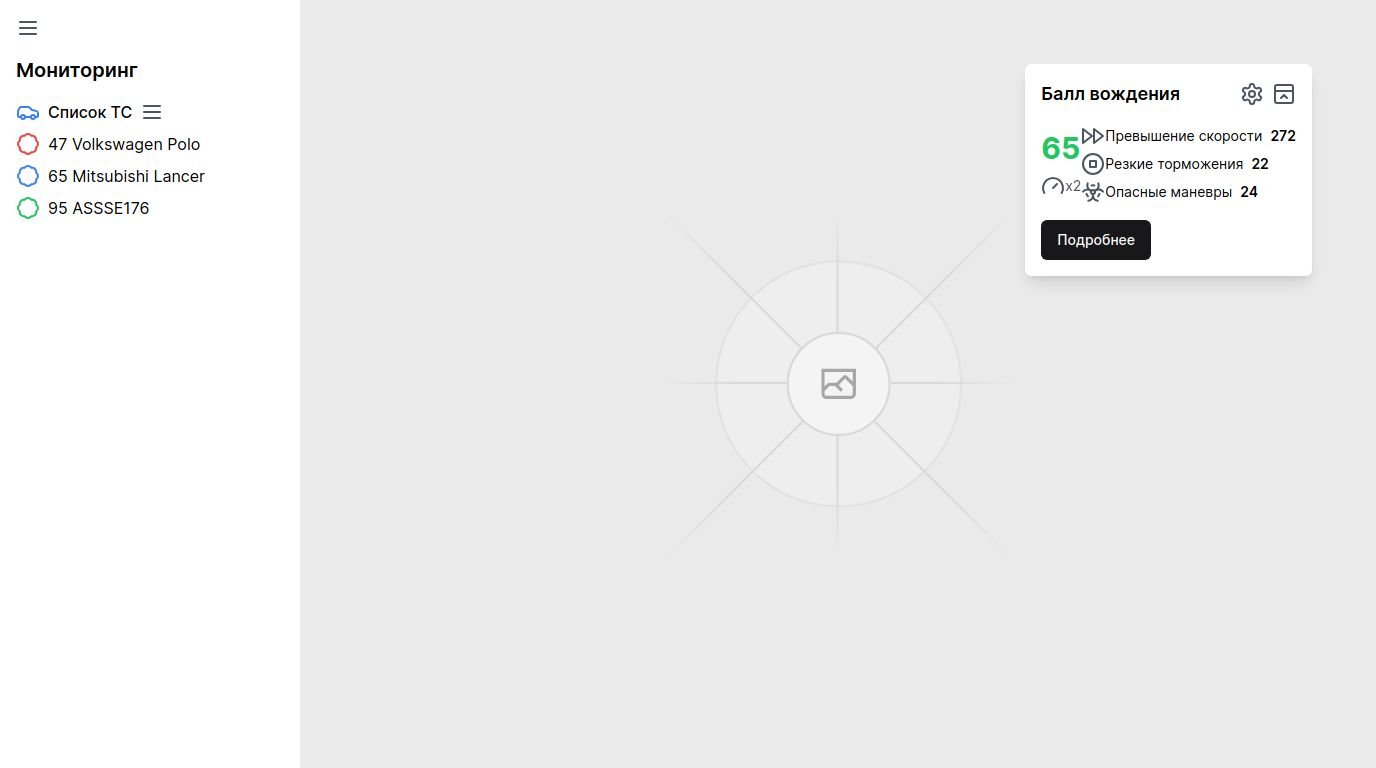 Мониторинг
Список ТС
47 Volkswagen Polo
65 Mitsubishi Lancer
95 ASSSE176
Балл вождения
65
x2
Превышение скорости 272
Резкие торможения 22
Опасные маневры 24
Подробнее